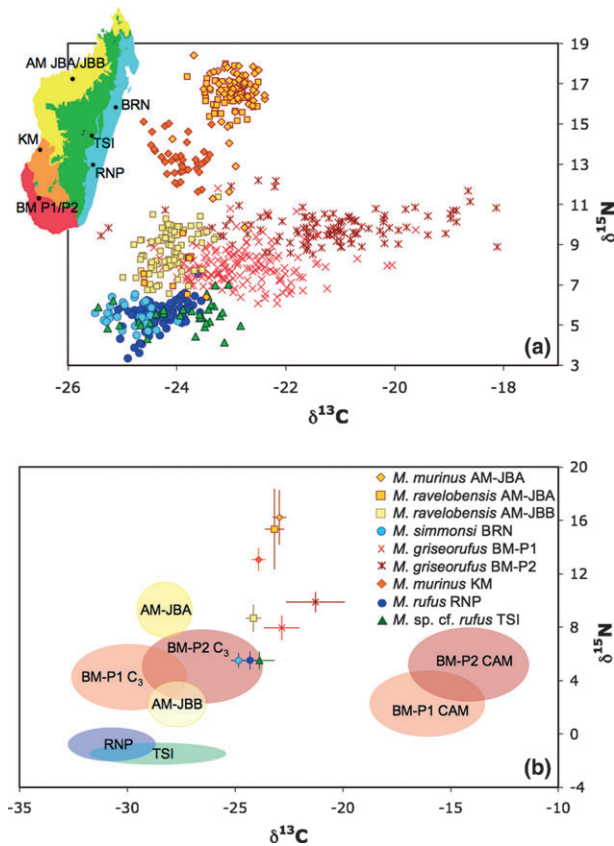 AM JBA/JBB
BRN
KM
TSI
RNP
BM P1/P2
19
17
15
13
11
9
7
5
3
δ¹⁵N
(a)
-26 -24 -22 -20 -18
δ¹³C
M. murinus AM-JBA
M. ravelobensis AM-JBA
M. ravelobensis AM-JBB
M. simmonsi BRN
M. griseorufus BM-P1
M. griseorufus BM-P2
M. murinus KM
M. rufus RNP
M. sp. cf. rufus TSI
AM-JBA
BM-P2 C₃
BM-P1 C₃
AM-JBB
RNP
TSI
BM-P2 CAM
BM-P1 CAM
20
16
12
8
4
0
-4
δ¹⁵N
(b)
-35 -30 -25 -20 -15 -10
δ¹³C